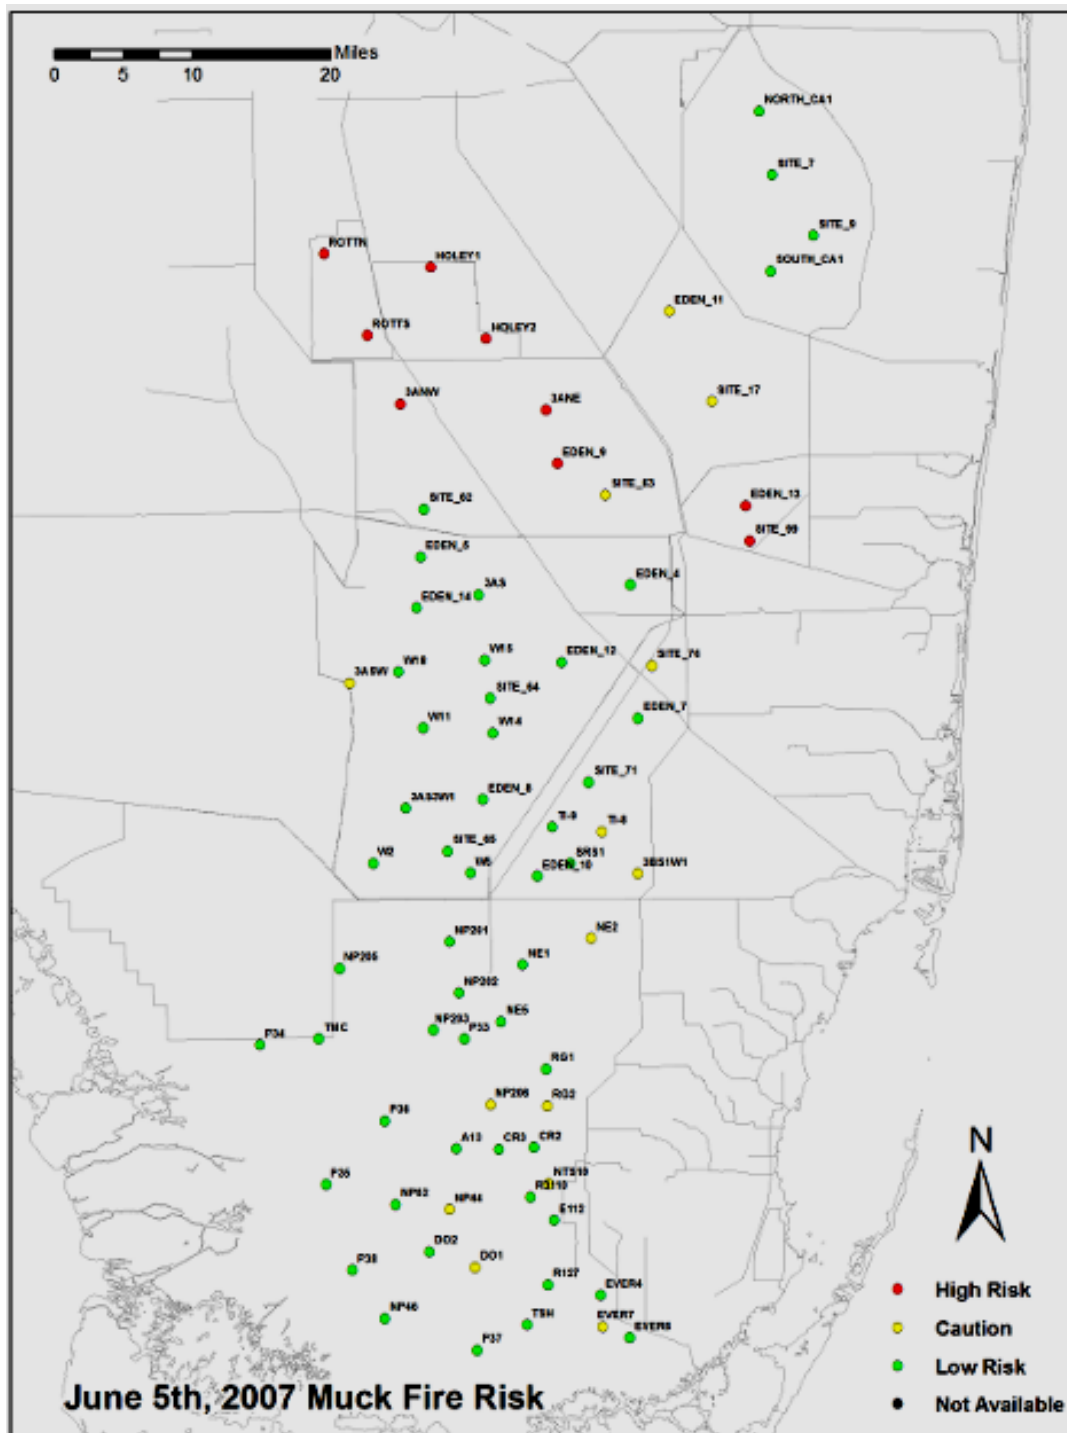 Miles
0 5 10 20
NORTH_CA1
SITE_7
SITE_9
SOUTH_CA1
ROTTN
HOLEY1
EDEN_11
ROTTS
HOLEY2
3ANW
3ANE
SITE_17
EDEN_9
SITE_63
SITE_62
EDEN_13
SITE_99
EDEN_5
EDEN_4
3AS
EDEN_14
W15
EDEN_12
SITE_76
3ASW
W18
SITE_64
EDEN_7
W11
W14
SITE_71
EDEN_8
3AS3W1
TI-9
TI-8
SITE_65
W2
W5
SRS1
EDEN_10
3BS1W1
NP201
NE2
NP205
NE1
NP202
NE5
NP203
P33
TMC
P34
RG1
NP206
RG2
P36
A13
CR3
CR2
P35
NTS10
NP62
NP44
E112
DO2
DO1
P38
R127
EVER4
NP46
TSH
EVER7
P37
N
High Risk
Caution
Low Risk
Not Available
June 5th, 2007 Muck Fire Risk